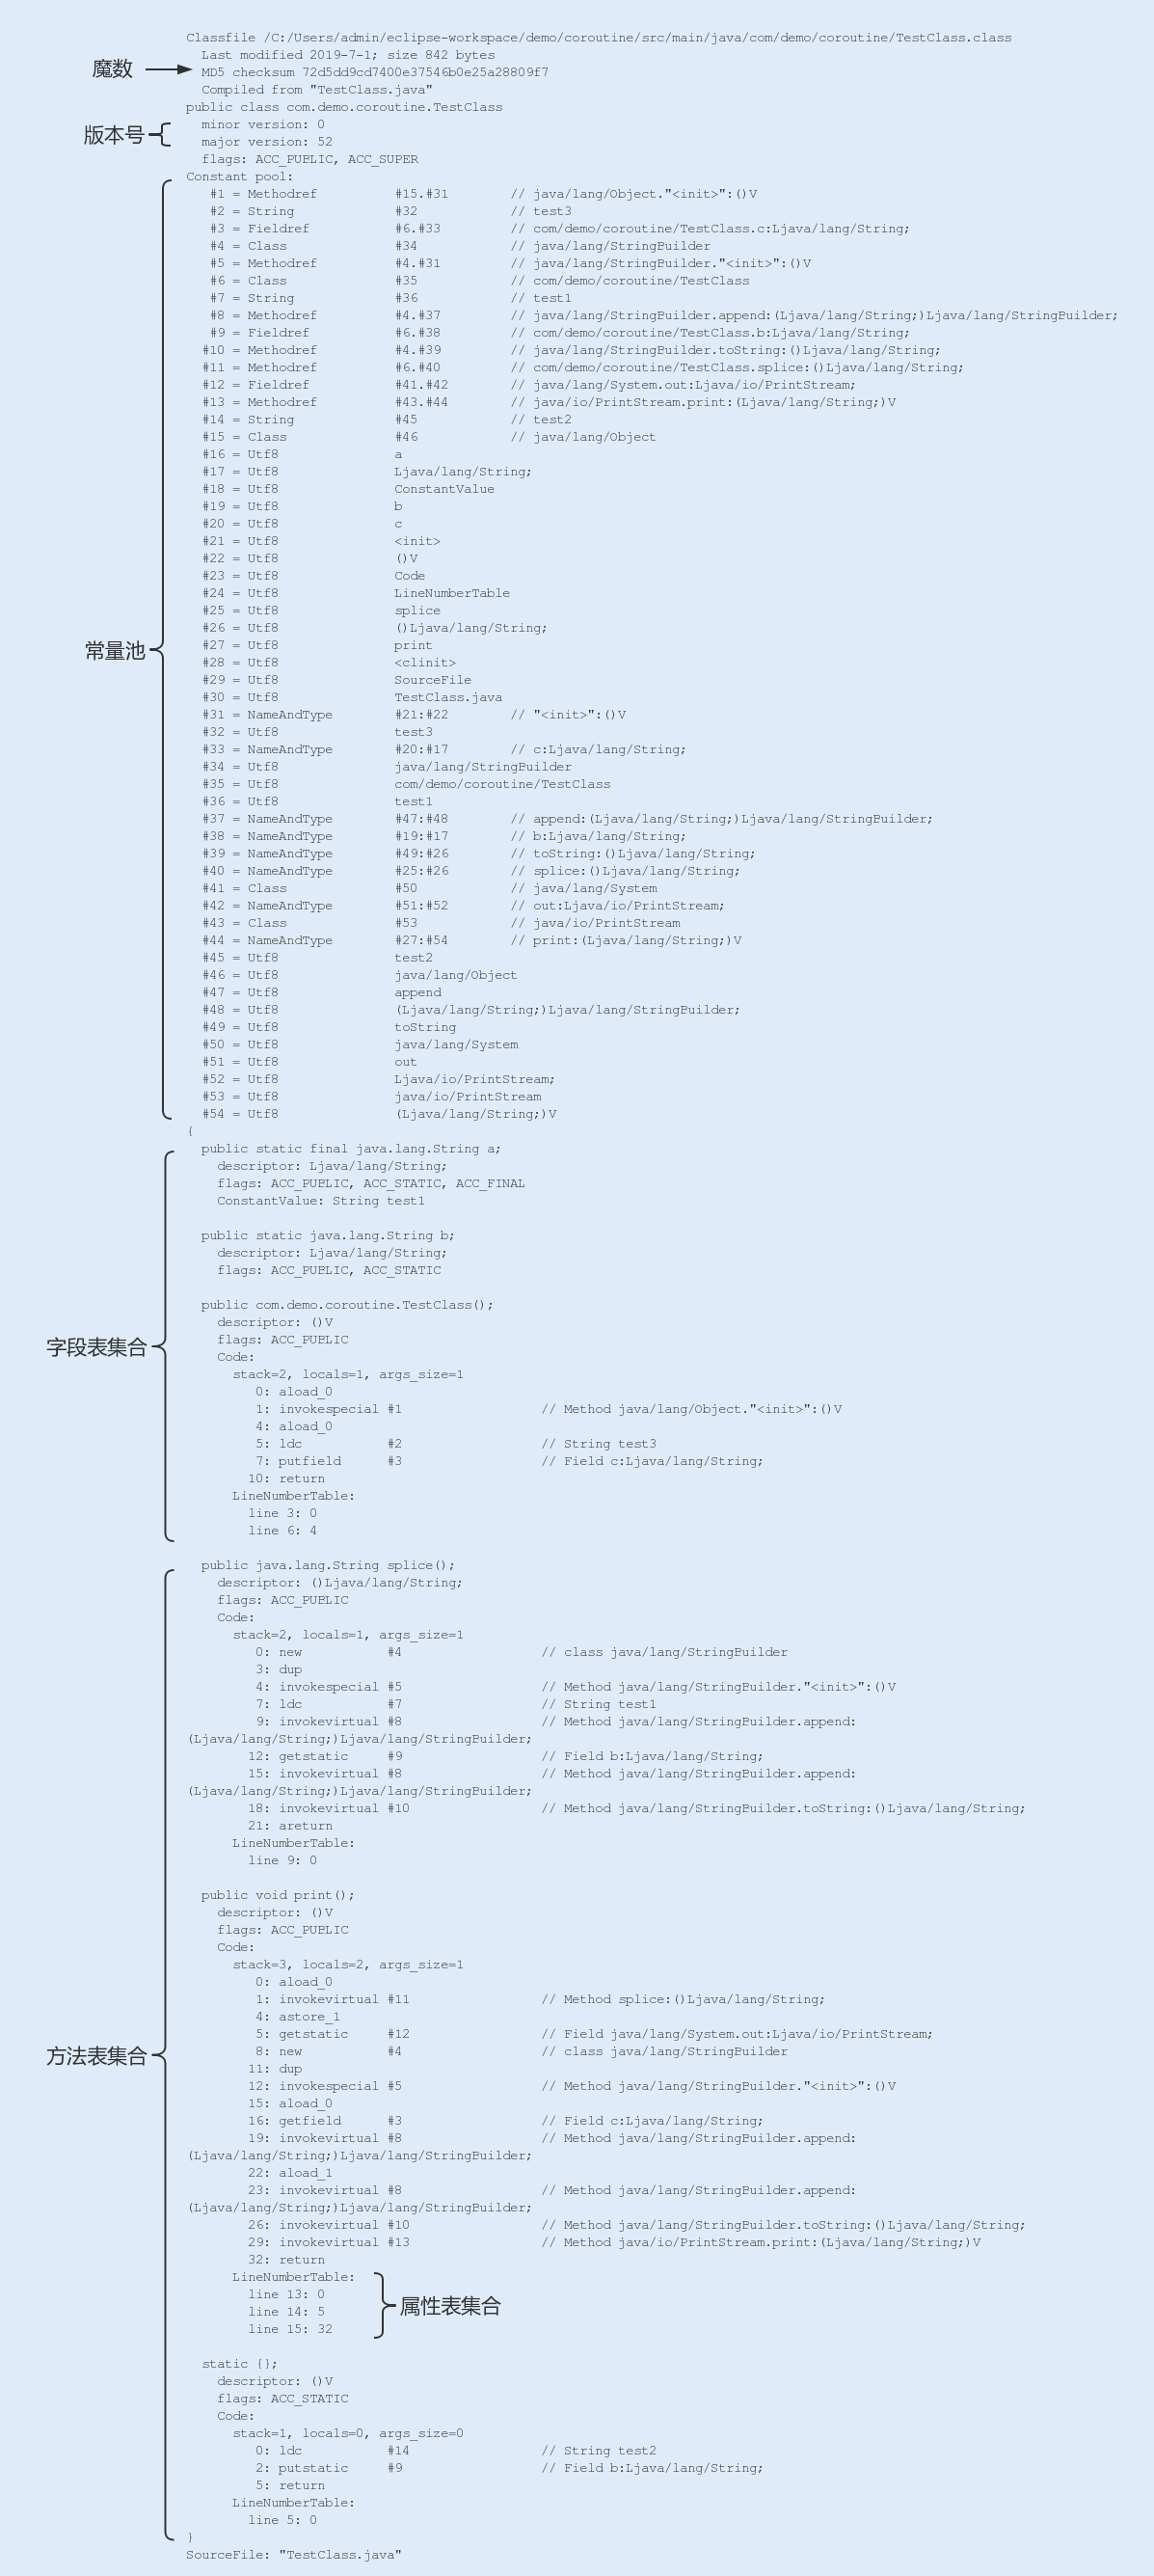 Classfile /C:/Users/admin/eclipse-workspace/demo/coroutine/src/main/java/com/demo/coroutine/TestClass.class
Last modified 2019-7-1; size 842 bytes
魔数
MD5 checksum 72d5dd9cd7400e37546b0e25a28809f7
Compiled from "TestClass.java"
public class com.demo.coroutine.TestClass
minor version: 0
版本号
major version: 52
flags: ACC_PUBLIC, ACC_SUPER
Constant pool:
#1 = Methodref #15.#31 // java/lang/Object."<init>":()V
#2 = String #32 // test3
#3 = Fieldref #6.#33 // com/demo/coroutine/TestClass.c:Ljava/lang/String;
#4 = Class #34 // java/lang/StringBuilder
#5 = Methodref #4.#31 // java/lang/StringBuilder."<init>":()V
#6 = Class #35 // com/demo/coroutine/TestClass
#7 = String #36 // test1
#8 = Methodref #4.#37 // java/lang/StringBuilder.append:(Ljava/lang/String;)Ljava/lang/StringBuilder;
#9 = Fieldref #6.#38 // com/demo/coroutine/TestClass.b:Ljava/lang/String;
#10 = Methodref #4.#39 // java/lang/StringBuilder.toString:()Ljava/lang/String;
#11 = Methodref #6.#40 // com/demo/coroutine/TestClass.splice:()Ljava/lang/String;
#12 = Fieldref #41.#42 // java/lang/System.out:Ljava/io/PrintStream;
#13 = Methodref #43.#44 // java/io/PrintStream.print:(Ljava/lang/String;)V
#14 = String #45 // test2
#15 = Class #46 // java/lang/Object
#16 = Utf8 a
#17 = Utf8 Ljava/lang/String;
#18 = Utf8 ConstantValue
#19 = Utf8 b
#20 = Utf8 c
#21 = Utf8 <init>
#22 = Utf8 ()V
#23 = Utf8 Code
#24 = Utf8 LineNumberTable
#25 = Utf8 splice
#26 = Utf8 ()Ljava/lang/String;
#27 = Utf8 print
常量池
#28 = Utf8 <clinit>
#29 = Utf8 SourceFile
#30 = Utf8 TestClass.java
#31 = NameAndType #21:#22 // "<init>":()V
#32 = Utf8 test3
#33 = NameAndType #20:#17 // c:Ljava/lang/String;
#34 = Utf8 java/lang/StringBuilder
#35 = Utf8 com/demo/coroutine/TestClass
#36 = Utf8 test1
#37 = NameAndType #47:#48 // append:(Ljava/lang/String;)Ljava/lang/StringBuilder;
#38 = NameAndType #19:#17 // b:Ljava/lang/String;
#39 = NameAndType #49:#26 // toString:()Ljava/lang/String;
#40 = NameAndType #25:#26 // splice:()Ljava/lang/String;
#41 = Class #50 // java/lang/System
#42 = NameAndType #51:#52 // out:Ljava/io/PrintStream;
#43 = Class #53 // java/io/PrintStream
#44 = NameAndType #27:#54 // print:(Ljava/lang/String;)V
#45 = Utf8 test2
#46 = Utf8 java/lang/Object
#47 = Utf8 append
#48 = Utf8 (Ljava/lang/String;)Ljava/lang/StringBuilder;
#49 = Utf8 toString
#50 = Utf8 java/lang/System
#51 = Utf8 out
#52 = Utf8 Ljava/io/PrintStream;
#53 = Utf8 java/io/PrintStream
#54 = Utf8 (Ljava/lang/String;)V
{
public static final java.lang.String a;
descriptor: Ljava/lang/String;
flags: ACC_PUBLIC, ACC_STATIC, ACC_FINAL
ConstantValue: String test1
public static java.lang.String b;
descriptor: Ljava/lang/String;
flags: ACC_PUBLIC, ACC_STATIC
public com.demo.coroutine.TestClass();
descriptor: ()V
flags: ACC_PUBLIC
字段表集合
Code:
stack=2, locals=1, args_size=1
0: aload_0
1: invokespecial #1 // Method java/lang/Object."<init>":()V
4: aload_0
5: ldc #2 // String test3
7: putfield #3 // Field c:Ljava/lang/String;
10: return
LineNumberTable:
line 3: 0
line 6: 4
public java.lang.String splice();
descriptor: ()Ljava/lang/String;
flags: ACC_PUBLIC
Code:
stack=2, locals=1, args_size=1
0: new #4 // class java/lang/StringBuilder
3: dup
4: invokespecial #5 // Method java/lang/StringBuilder."<init>":()V
7: ldc #7 // String test1
9: invokevirtual #8 // Method java/lang/StringBuilder.append:
(Ljava/lang/String;)Ljava/lang/StringBuilder;
12: getstatic #9 // Field b:Ljava/lang/String;
15: invokevirtual #8 // Method java/lang/StringBuilder.append:
(Ljava/lang/String;)Ljava/lang/StringBuilder;
18: invokevirtual #10 // Method java/lang/StringBuilder.toString:()Ljava/lang/String;
21: areturn
LineNumberTable:
line 9: 0
public void print();
descriptor: ()V
flags: ACC_PUBLIC
Code:
stack=3, locals=2, args_size=1
0: aload_0
1: invokevirtual #11 // Method splice:()Ljava/lang/String;
4: astore_1
5: getstatic #12 // Field java/lang/System.out:Ljava/io/PrintStream;
8: new #4 // class java/lang/StringBuilder
方法表集合
11: dup
12: invokespecial #5 // Method java/lang/StringBuilder."<init>":()V
15: aload_0
16: getfield #3 // Field c:Ljava/lang/String;
19: invokevirtual #8 // Method java/lang/StringBuilder.append:
(Ljava/lang/String;)Ljava/lang/StringBuilder;
22: aload_1
23: invokevirtual #8 // Method java/lang/StringBuilder.append:
(Ljava/lang/String;)Ljava/lang/StringBuilder;
26: invokevirtual #10 // Method java/lang/StringBuilder.toString:()Ljava/lang/String;
29: invokevirtual #13 // Method java/io/PrintStream.print:(Ljava/lang/String;)V
32: return
LineNumberTable:
line 13: 0
line 14: 5
属性表集合
line 15: 32
static {};
descriptor: ()V
flags: ACC_STATIC
Code:
stack=1, locals=0, args_size=0
0: ldc #14 // String test2
2: putstatic #9 // Field b:Ljava/lang/String;
5: return
LineNumberTable:
line 5: 0
}
SourceFile: "TestClass.java"